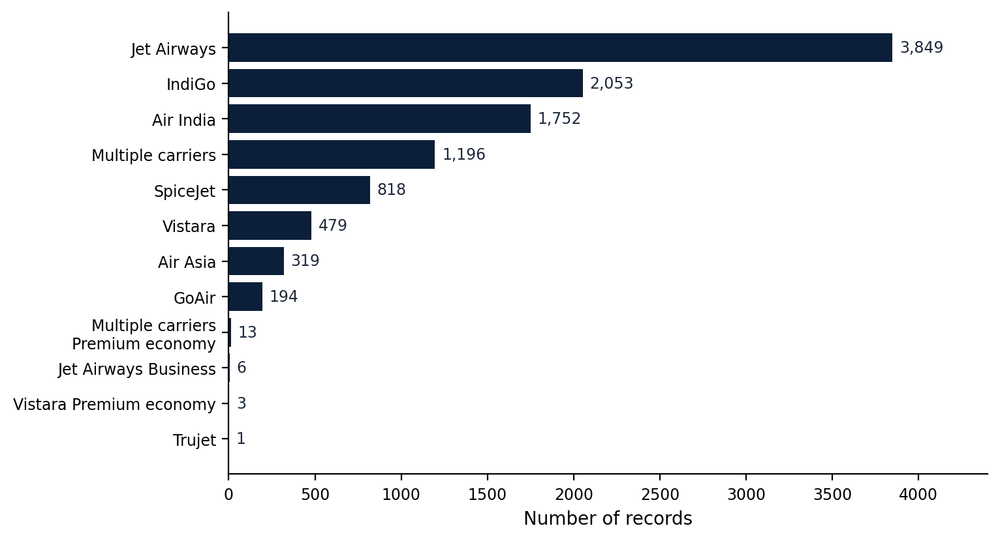 Jet Airways 3,849
IndiGo 2,053
Air India 1,752
Multiple carriers 1,196
SpiceJet 818
Vistara 479
Air Asia 319
GoAir 194
Multiple carriers
Premium economy 13
Jet Airways Business 6
Vistara Premium economy 3
Trujet 1
0 500 1000 1500 2000 2500 3000 3500 4000
Number of records